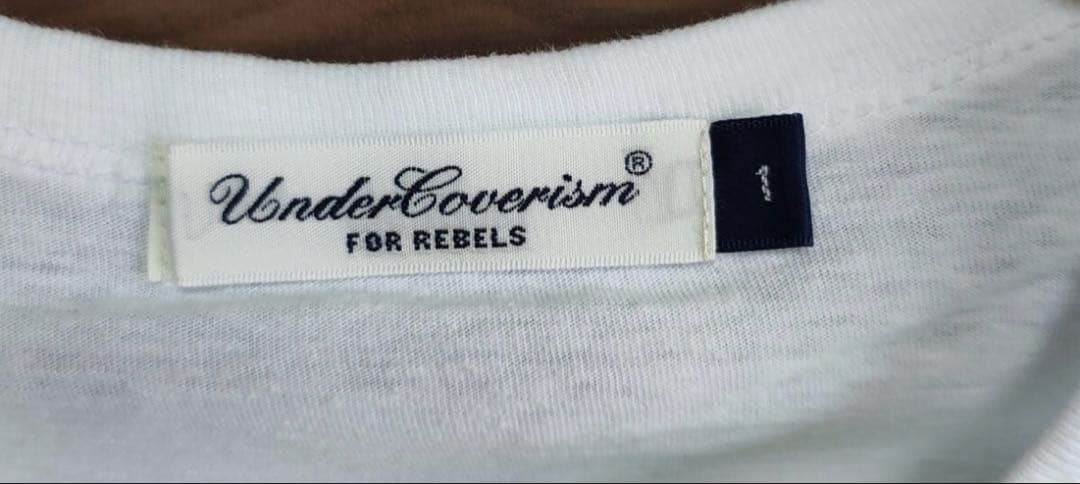 UnderCoverism®
FOR REBELS
1